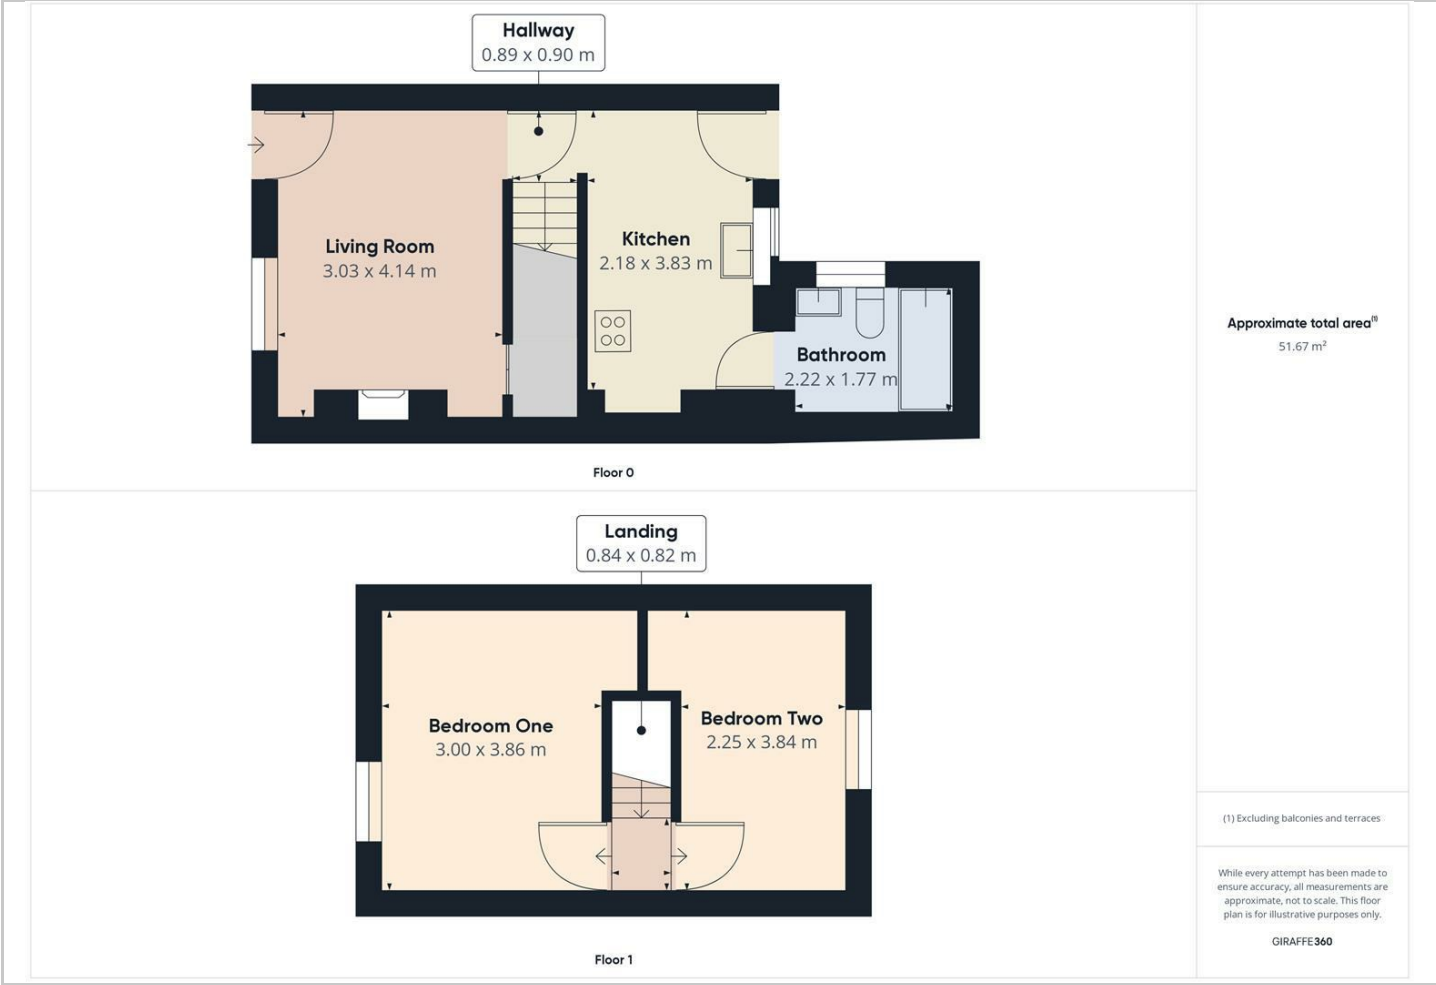 Hallway
0.89 x 0.90 m
Living Room
3.03 x 4.14 m
Kitchen
2.18 x 3.83 m
Bathroom
2.22 x 1.77 m
Floor 0
Landing
0.84 x 0.82 m
Bedroom One
3.00 x 3.86 m
Bedroom Two
2.25 x 3.84 m
Floor 1
Approximate total area(1)
51.67 m²
(1) Excluding balconies and terraces
While every attempt has been made to
ensure accuracy, all measurements are
approximate, not to scale. This floor
plan is for illustrative purposes only.
GIRAFFE360